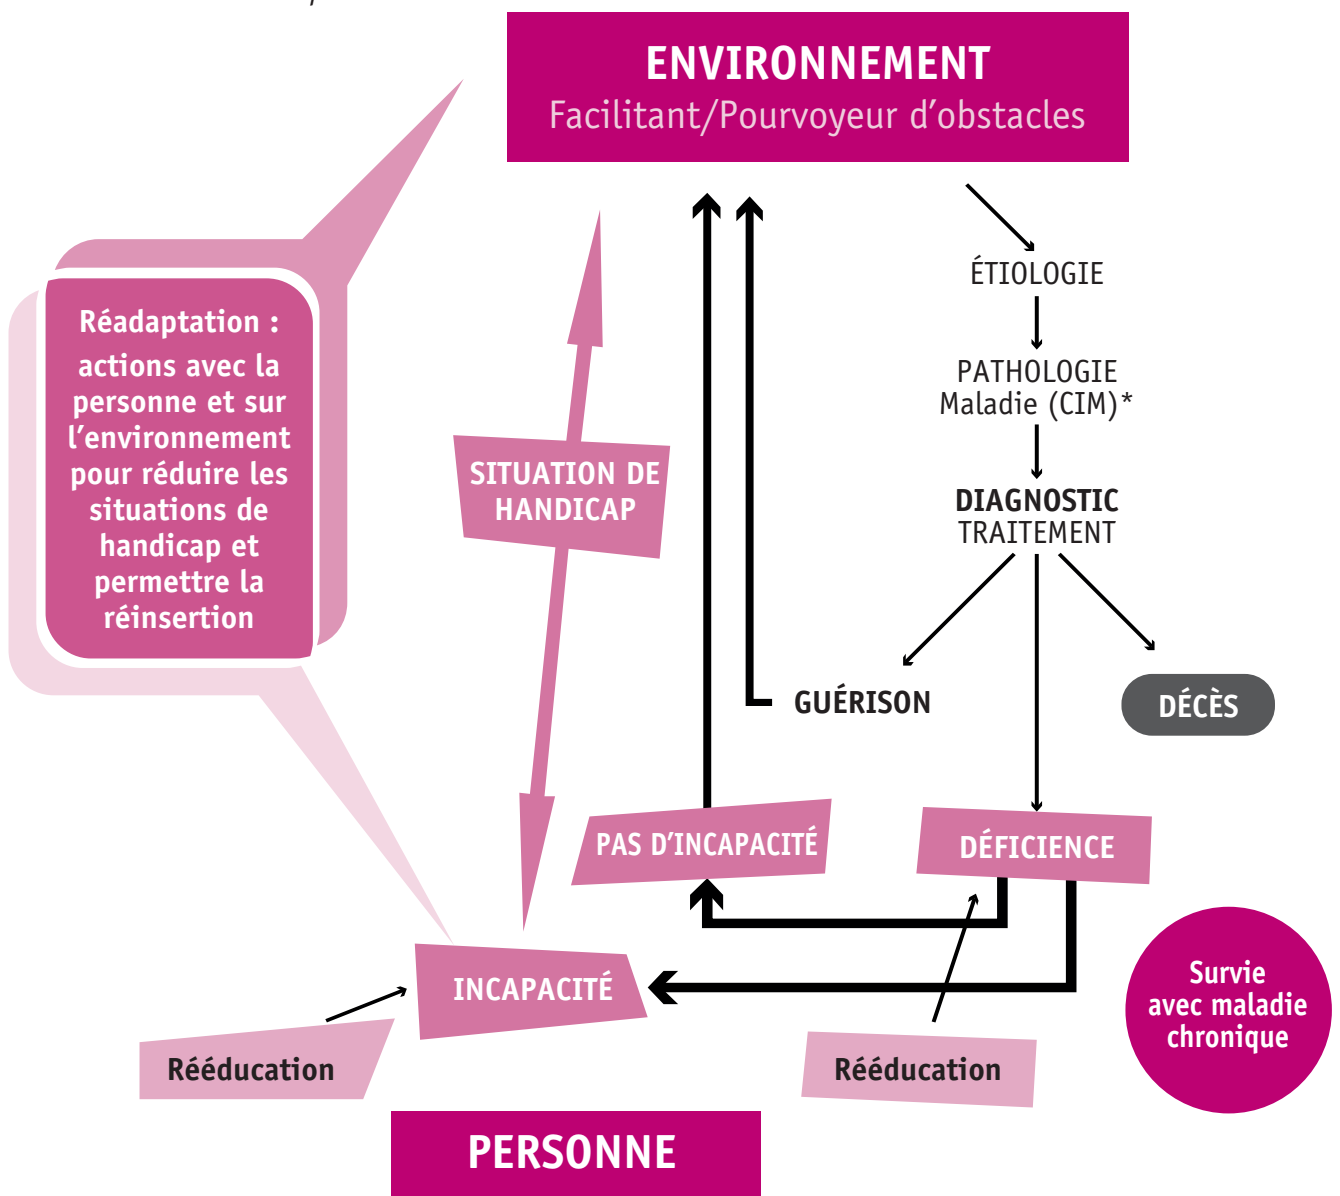 ENVIRONNEMENT
Facilitant/Pourvoyeur d'obstacles
ÉTIOLOGIE
PATHOLOGIE
Maladie (CIM)*
DIAGNOSTIC
TRAITEMENT
Réadaptation :
actions avec la
personne et sur
l'environnement
pour réduire les
situations de
handicap et
permettre la
réinsertion
SITUATION DE
HANDICAP
GUÉRISON
DÉCÈS
PAS D'INCAPACITÉ
DÉFICIENCE
INCAPACITÉ
Survie
avec maladie
chronique
Rééducation
Rééducation
PERSONNE